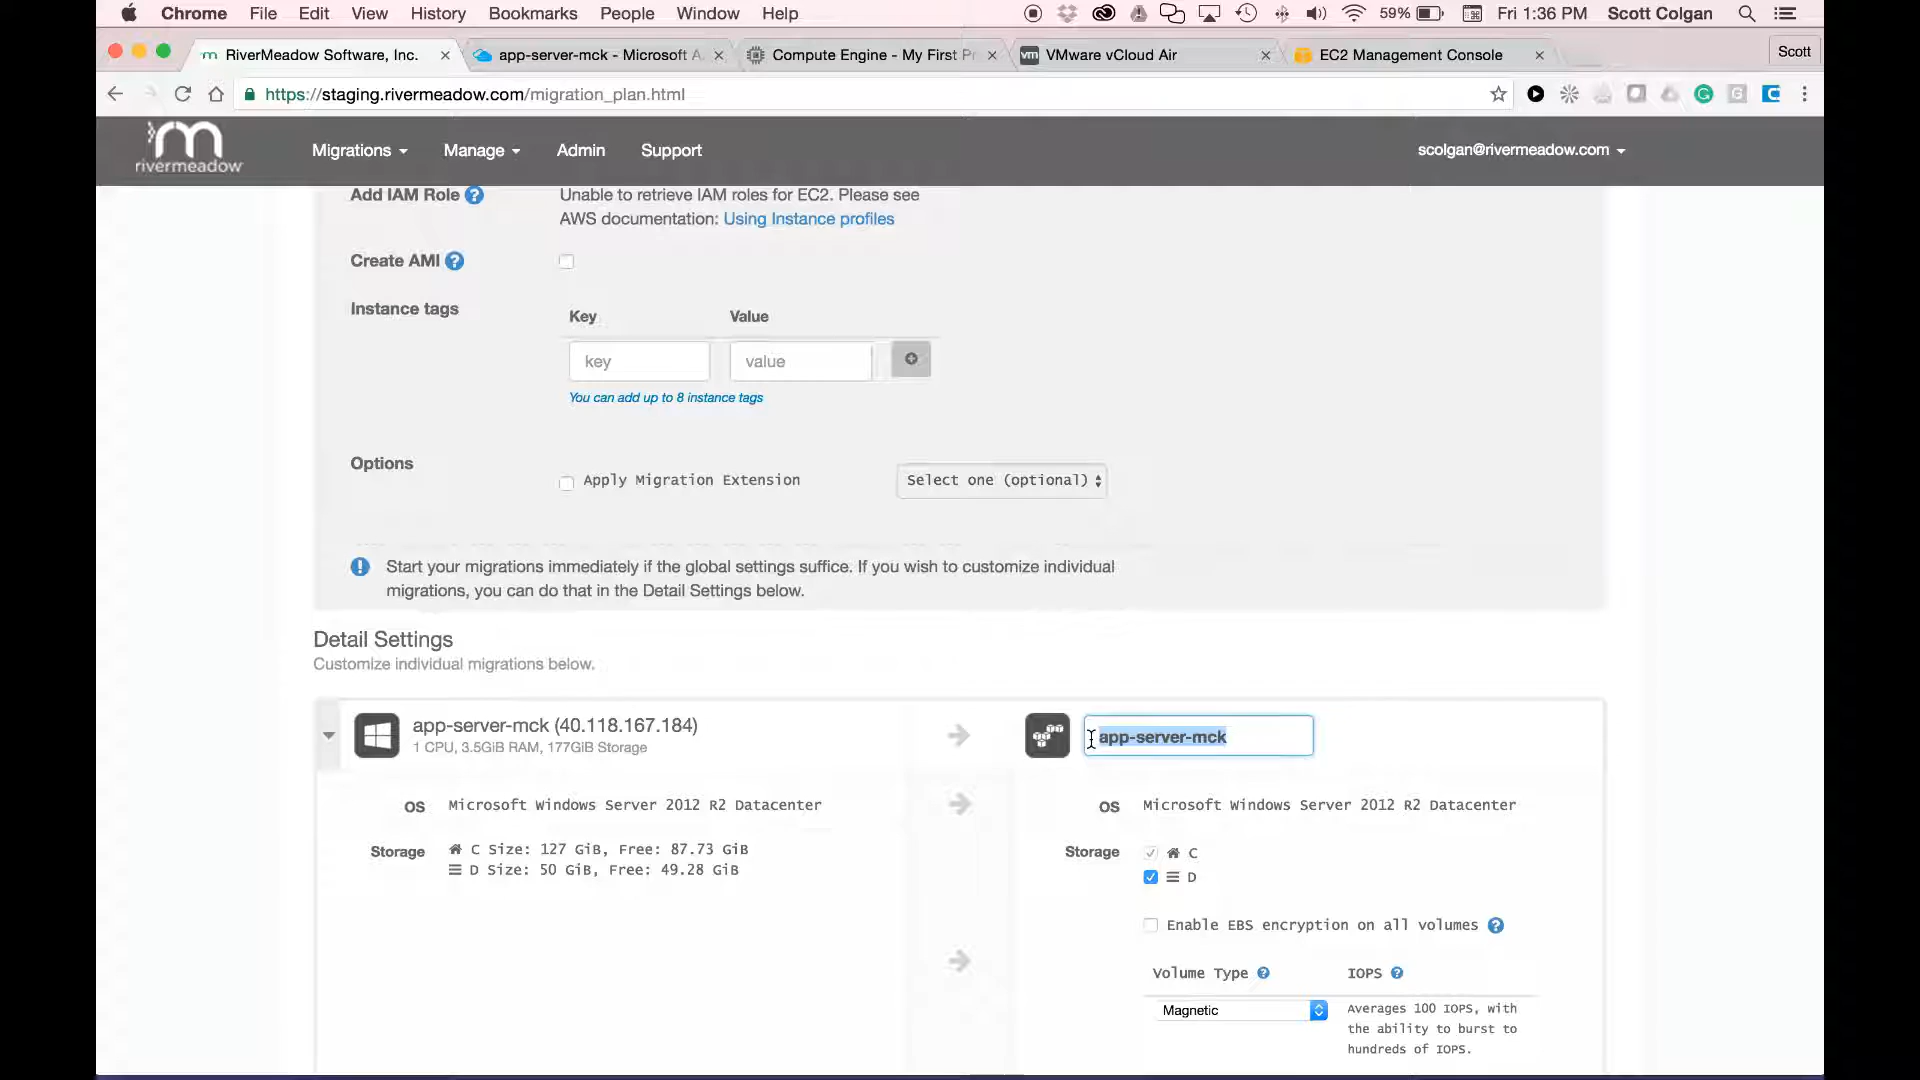 Chrome File Edit View History Bookmarks People Window Help 59% Fri 1:36 PM Scott Colgan
RiverMeadow Software, Inc. app-server-mck - Microsoft A Compute Engine - My First Pr VMware vCloud Air EC2 Management Console Scott
https://staging.rivermeadow.com/migration_plan.html
rivermeadow Migrations Manage Admin Support scolgan@rivermeadow.com
Add IAM Role Unable to retrieve IAM roles for EC2. Please see
AWS documentation: Using Instance profiles
Create AMI
Instance tags
Key Value
key value
You can add up to 8 instance tags
Options
Apply Migration Extension Select one (optional)
Start your migrations immediately if the global settings suffice. If you wish to customize individual
migrations, you can do that in the Detail Settings below.
Detail Settings
Customize individual migrations below.
app-server-mck (40.118.167.184)
1 CPU, 3.5GiB RAM, 177GiB Storage
app-server-mck
OS Microsoft Windows Server 2012 R2 Datacenter
Storage C Size: 127 GiB, Free: 87.73 GiB
D Size: 50 GiB, Free: 49.28 GiB
OS Microsoft Windows Server 2012 R2 Datacenter
Storage C
D
Enable EBS encryption on all volumes
Volume Type IOPS
Magnetic Averages 100 IOPS, with
the ability to burst to
hundreds of IOPS.